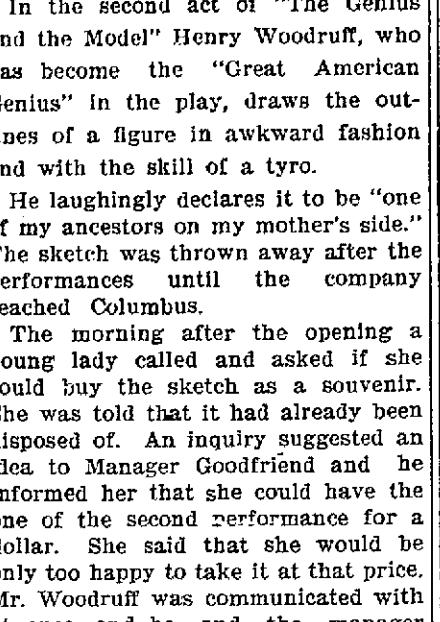 In the second act of "The Genius
nd the Model" Henry Woodruff, who
as become the "Great American
enius" in the play, draws the out-
nes of a figure in awkward fashion
nd with the skill of a tyro.
He laughingly declares it to be "one
f my ancestors on my mother's side."
he sketch was thrown away after the
erformances until the company
eached Columbus.
The morning after the opening a
oung lady called and asked if she
ould buy the sketch as a souvenir.
he was told that it had already been
isposed of. An inquiry suggested an
dea to Manager Goodfriend and he
nformed her that she could have the
ne of the second rerformance for a
ollar. She said that she would be
nly too happy to take it at that price.
Mr. Woodruff was communicated with
and he and the manager